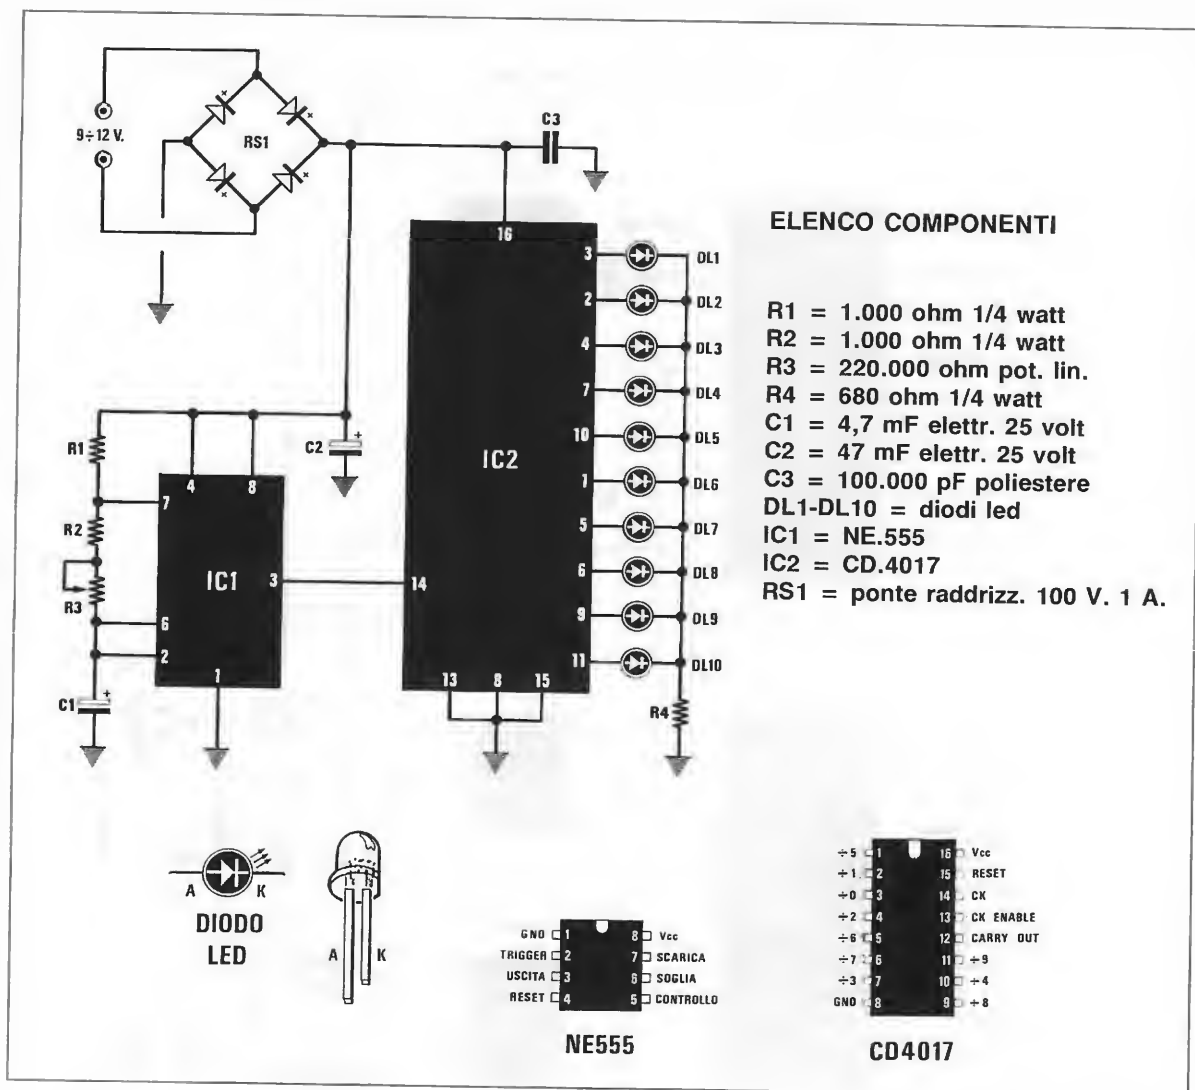 9÷12 V.
RS1
C3
16
3
DL1
2
DL2
4
DL3
7
DL4
10
DL5
1
DL6
5
DL7
6
DL8
9
DL9
11
DL10
IC2
14
13
8
15
R4
R1
R2
R3
C1
C2
4
8
7
6
2
1
3
IC1
ELENCO COMPONENTI
R1 = 1.000 ohm 1/4 watt
R2 = 1.000 ohm 1/4 watt
R3 = 220.000 ohm pot. lin.
R4 = 680 ohm 1/4 watt
C1 = 4,7 mF elettr. 25 volt
C2 = 47 mF elettr. 25 volt
C3 = 100.000 pF poliestere
DL1-DL10 = diodi led
IC1 = NE.555
IC2 = CD.4017
RS1 = ponte raddrizz. 100 V. 1 A.
A
K
DIODO
LED
A
K
GND 1
TRIGGER 2
USCITA 3
RESET 4
8 Vcc
7 SCARICA
6 SOGLIA
5 CONTROLLO
NE555
÷5 1
÷1 2
÷0 3
÷2 4
÷6 5
÷7 6
÷3 7
GND 8
16 Vcc
15 RESET
14 CK
13 CK ENABLE
12 CARRY OUT
11 ÷9
10 ÷4
9 ÷8
CD4017